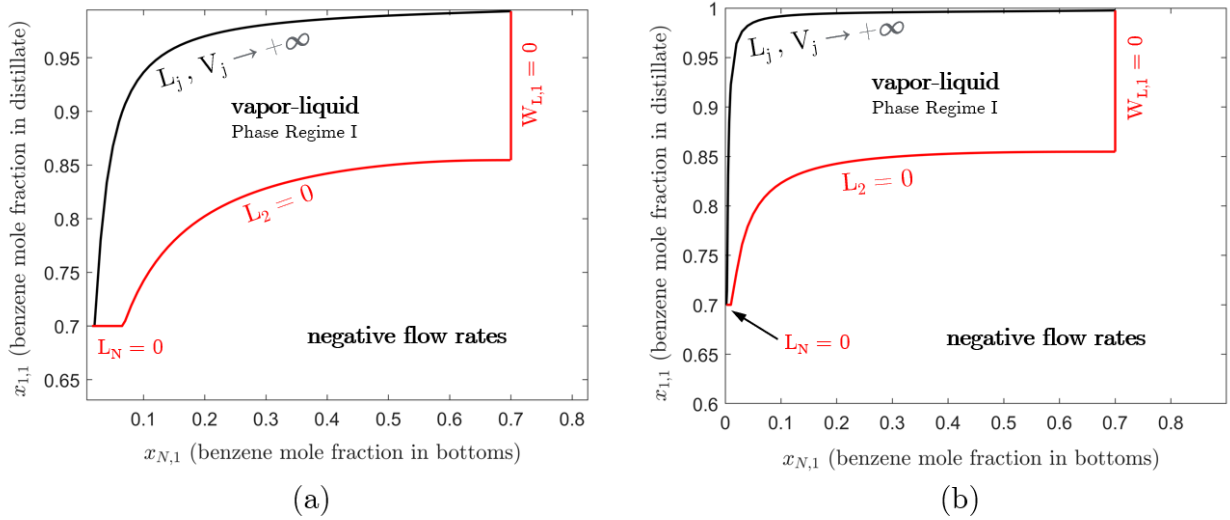 0.95
0.9
0.85
0.8
0.75
0.7
0.65
x₁,₁ (benzene mole fraction in distillate)
L_j , V_j → +∞
vapor-liquid
Phase Regime I
W_{L,1} = 0
L₂ = 0
L_N = 0
negative flow rates
0.1 0.2 0.3 0.4 0.5 0.6 0.7 0.8
x_{N,1} (benzene mole fraction in bottoms)
(a)
1
0.95
0.9
0.85
0.8
0.75
0.7
0.65
0.6
x₁,₁ (benzene mole fraction in distillate)
L_j , V_j → +∞
vapor-liquid
Phase Regime I
W_{L,1} = 0
L₂ = 0
L_N = 0
negative flow rates
0 0.1 0.2 0.3 0.4 0.5 0.6 0.7 0.8
x_{N,1} (benzene mole fraction in bottoms)
(b)